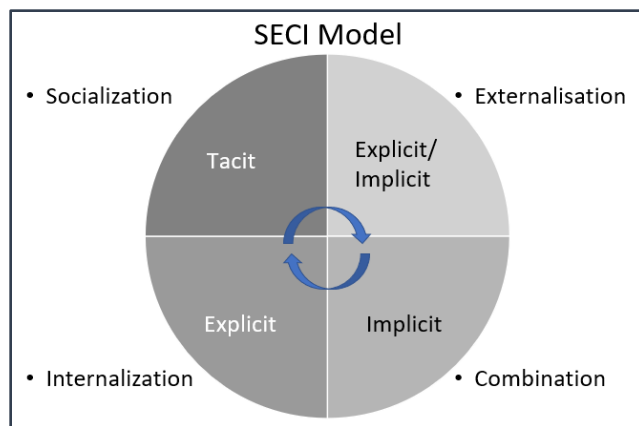 SECI Model
• Socialization
• Externalisation
Tacit
Explicit/
Implicit
Explicit
Implicit
• Internalization
• Combination